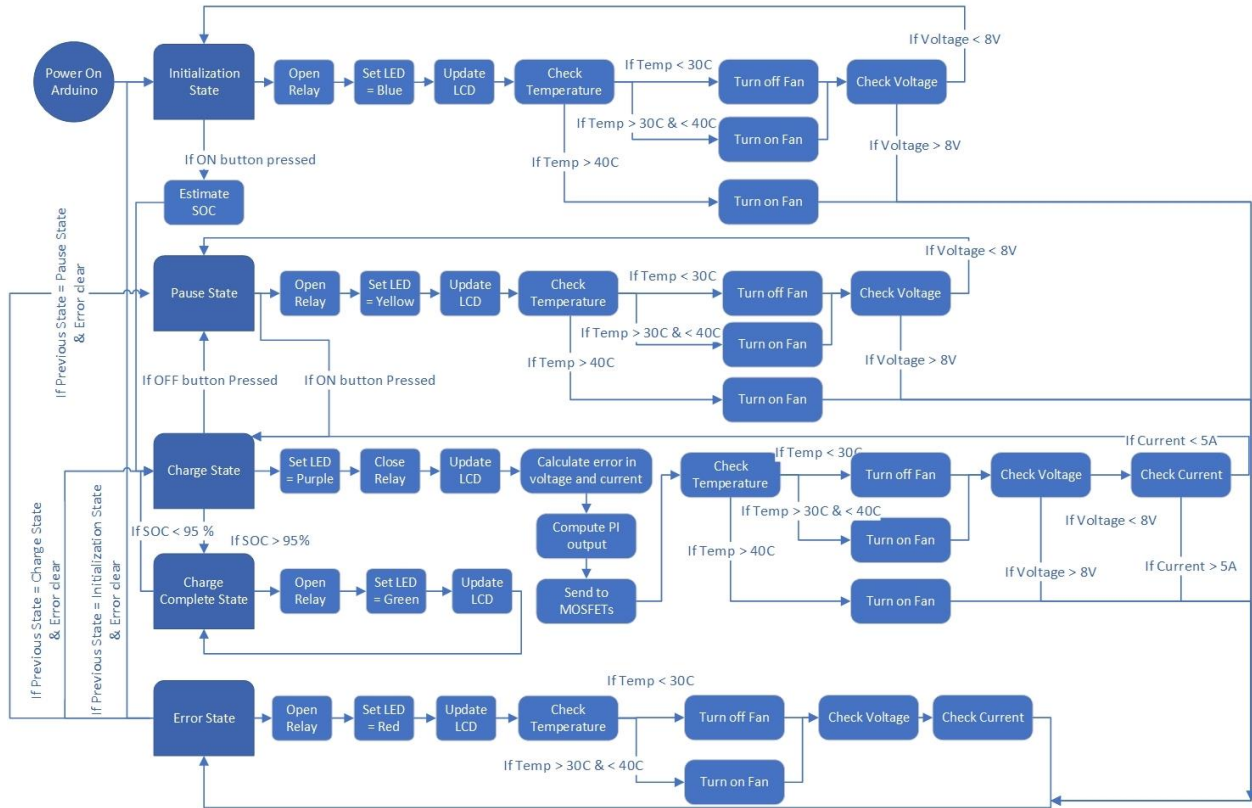 If Voltage < 8V
Power On
Arduino
Initialization
State
Open
Relay
Set LED
= Blue
Update
LCD
Check
Temperature
If Temp < 30C
Turn off Fan
Check Voltage
If Temp > 30C & < 40C
Turn on Fan
If ON button pressed
If Temp > 40C
If Voltage > 8V
Estimate
SOC
Turn on Fan
If Voltage < 8V
If Previous State = Pause State
& Error clear
Pause State
Open
Relay
Set LED
= Yellow
Update
LCD
Check
Temperature
If Temp < 30C
Turn off Fan
Check Voltage
If Temp > 30C & < 40C
Turn on Fan
If Temp > 40C
If Voltage > 8V
If OFF button Pressed
If ON button Pressed
Turn on Fan
If Current < 5A
Charge State
Set LED
= Purple
Close
Relay
Update
LCD
Calculate error in
voltage and current
Check
Temperature
If Temp < 30C
Turn off Fan
Check Voltage
Check Current
If Temp > 30C & < 40C
Compute PI
output
Turn on Fan
If Voltage < 8V
If SOC < 95 %
If SOC > 95%
If Temp > 40C
If Voltage > 8V
If Current > 5A
Charge
Complete State
Open
Relay
Set LED
= Green
Update
LCD
Send to
MOSFETs
Turn on Fan
If Previous State = Charge State
& Error clear
If Previous State = Initialization State
& Error clear
Error State
Open
Relay
Set LED
= Red
Update
LCD
Check
Temperature
If Temp < 30C
Turn off Fan
Check Voltage
Check Current
If Temp > 30C & < 40C
Turn on Fan